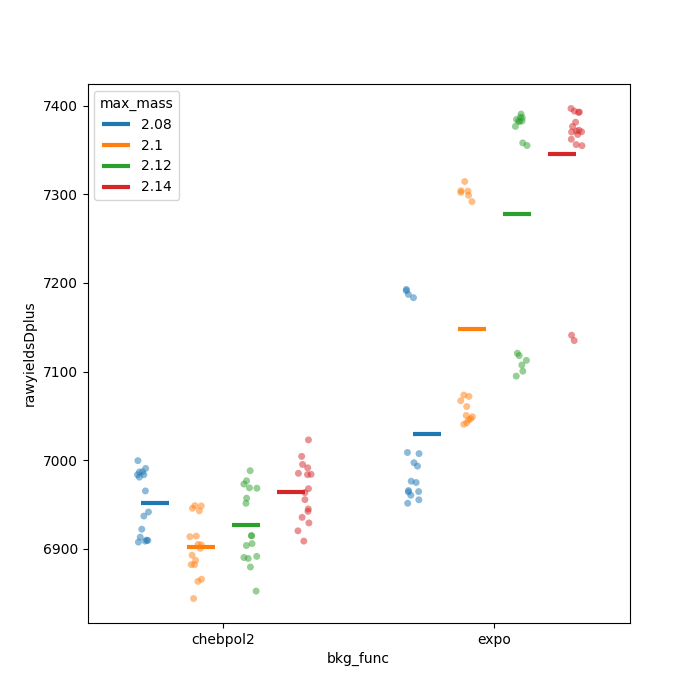 max_mass
2.08
2.1
2.12
2.14
7400
7300
7200
7100
7000
6900
rawyieldsDplus
chebpol2
expo
bkg_func